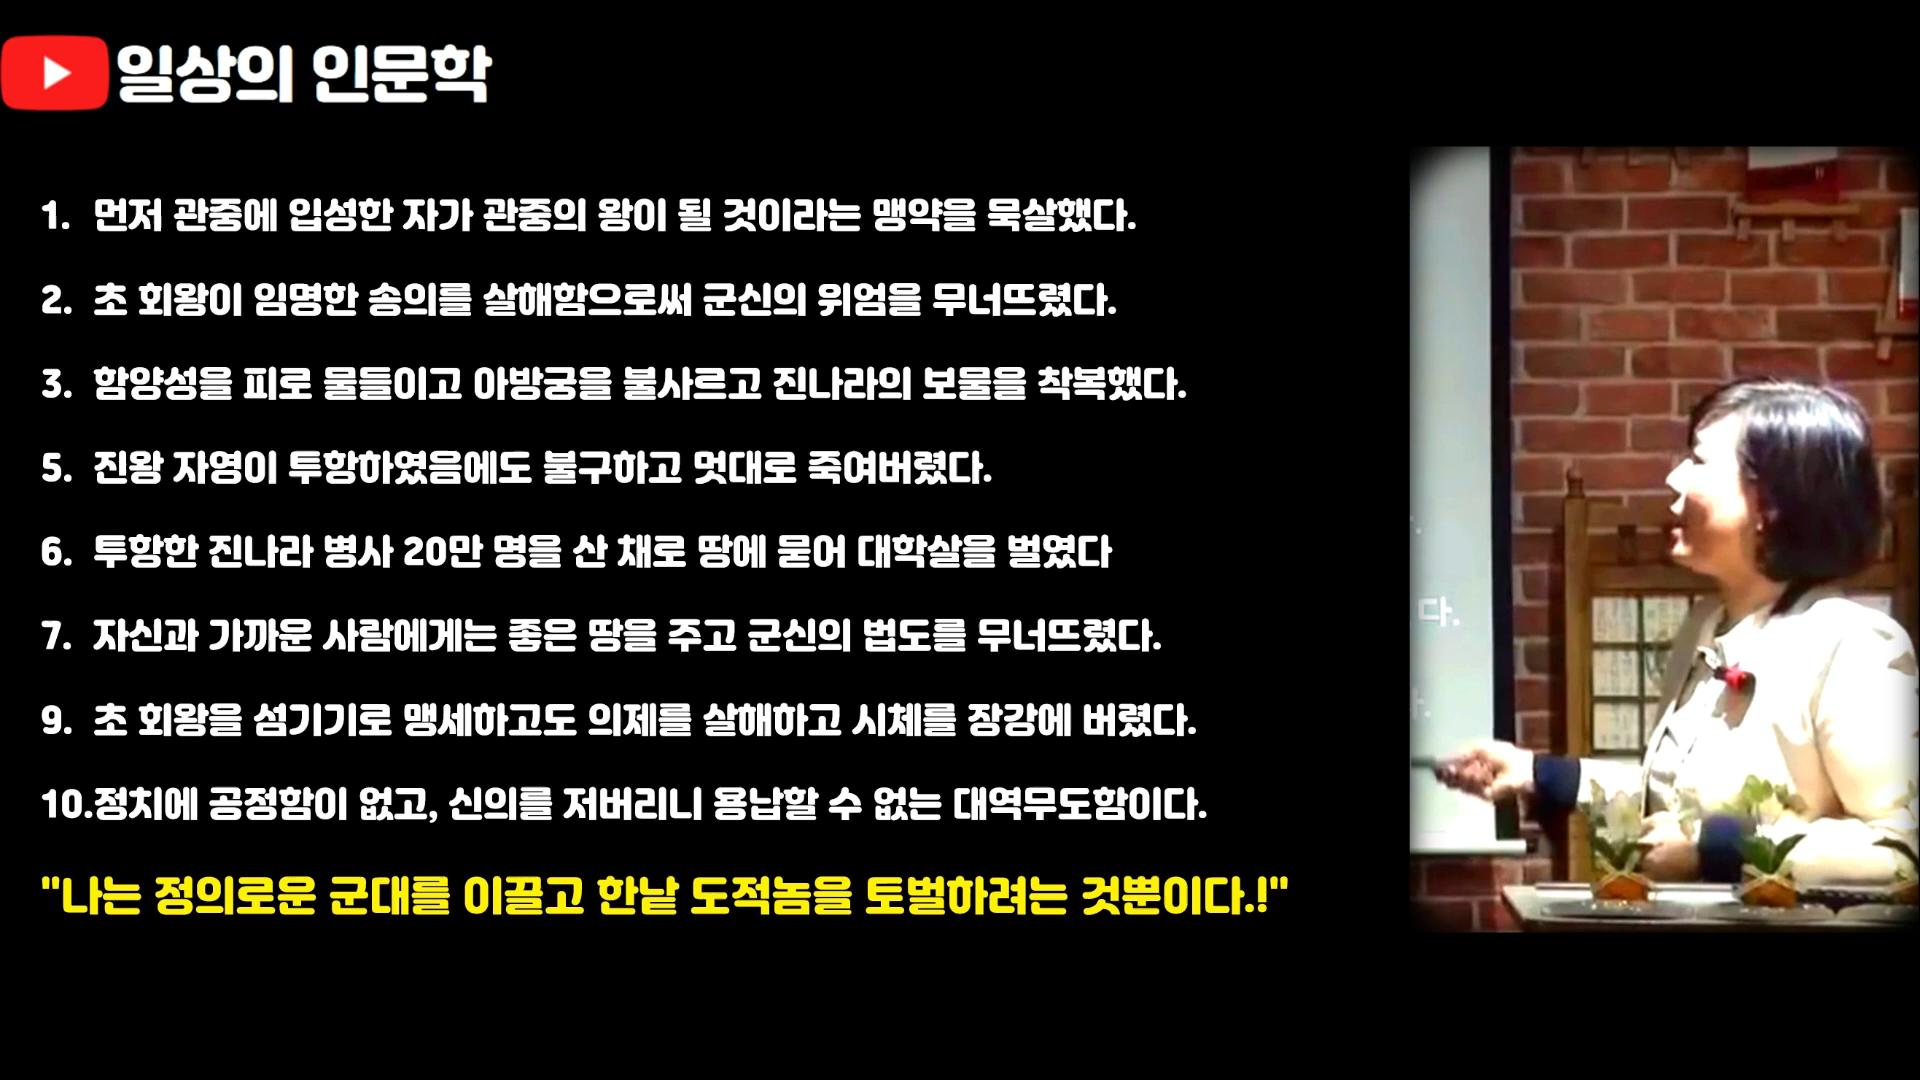 일상의 인문학
1. 먼저 관중에 입성한 자가 관중의 왕이 될 것이라는 맹약을 묵살했다.
2. 초 회왕이 임명한 송의를 살해함으로써 군신의 위엄을 무너뜨렸다.
3. 함양성을 피로 물들이고 아방궁을 불사르고 진나라의 보물을 착복했다.
5. 진왕 자영이 투항하였음에도 불구하고 멋대로 죽여버렸다.
6. 투항한 진나라 병사 20만 명을 산 채로 땅에 묻어 대학살을 벌였다
7. 자신과 가까운 사람에게는 좋은 땅을 주고 군신의 법도를 무너뜨렸다.
9. 초 회왕을 섬기기로 맹세하고도 의제를 살해하고 시체를 장강에 버렸다.
10.정치에 공정함이 없고, 신의를 저버리니 용납할 수 없는 대역무도함이다.
"나는 정의로운 군대를 이끌고 한낱 도적놈을 토벌하려는 것뿐이다.!"
다.